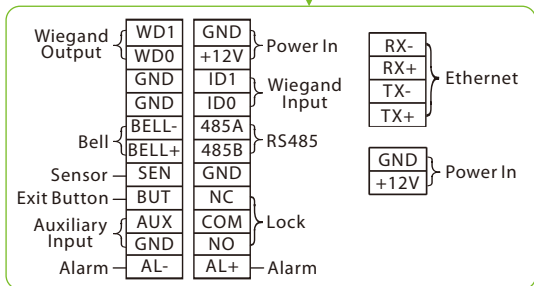 Wiegand Output WD1 GND Power In
WD0 +12V
GND ID1 Wiegand Input
GND ID0
Bell BELL- 485A RS485
BELL+ 485B
Sensor SEN GND
Exit Button BUT NC Lock
Auxiliary Input AUX COM
GND NO
Alarm AL- AL+ Alarm
RX- Ethernet
RX+
TX-
TX+
GND Power In
+12V